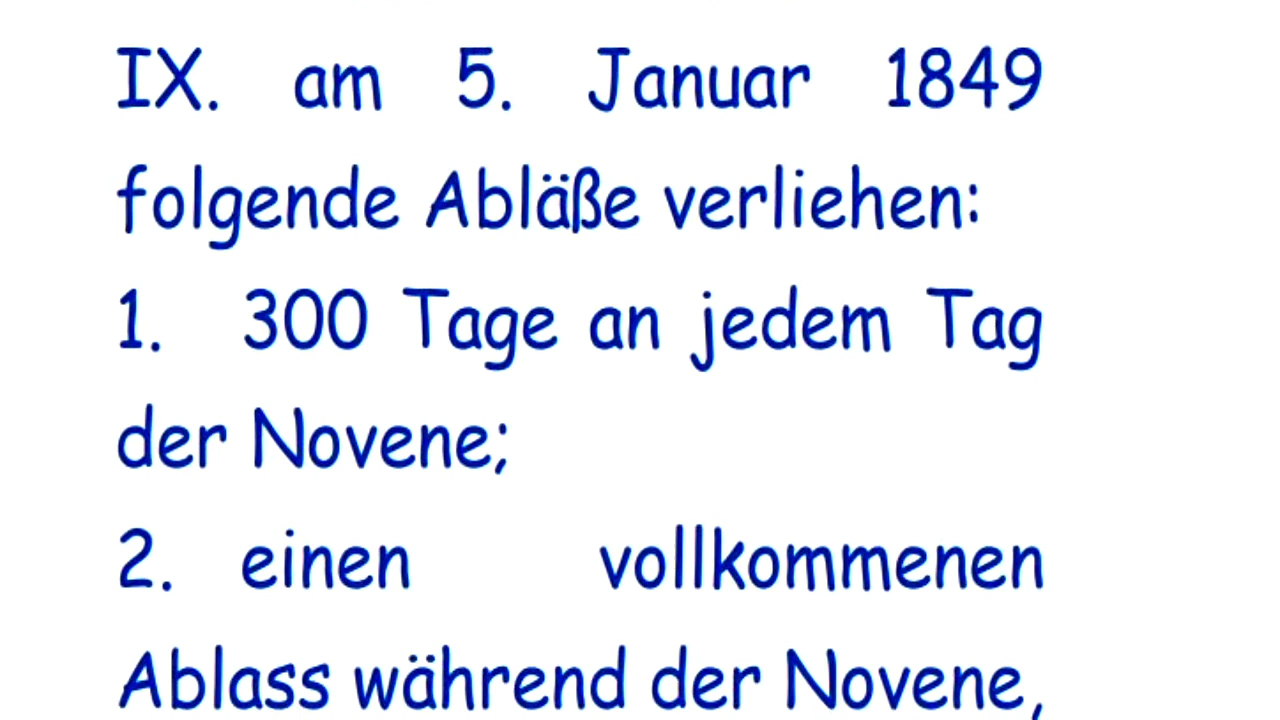 IX. am 5. Januar 1849
folgende Abläße verliehen:
1. 300 Tage an jedem Tag
der Novene;
2. einen vollkommenen
Ablass während der Novene,